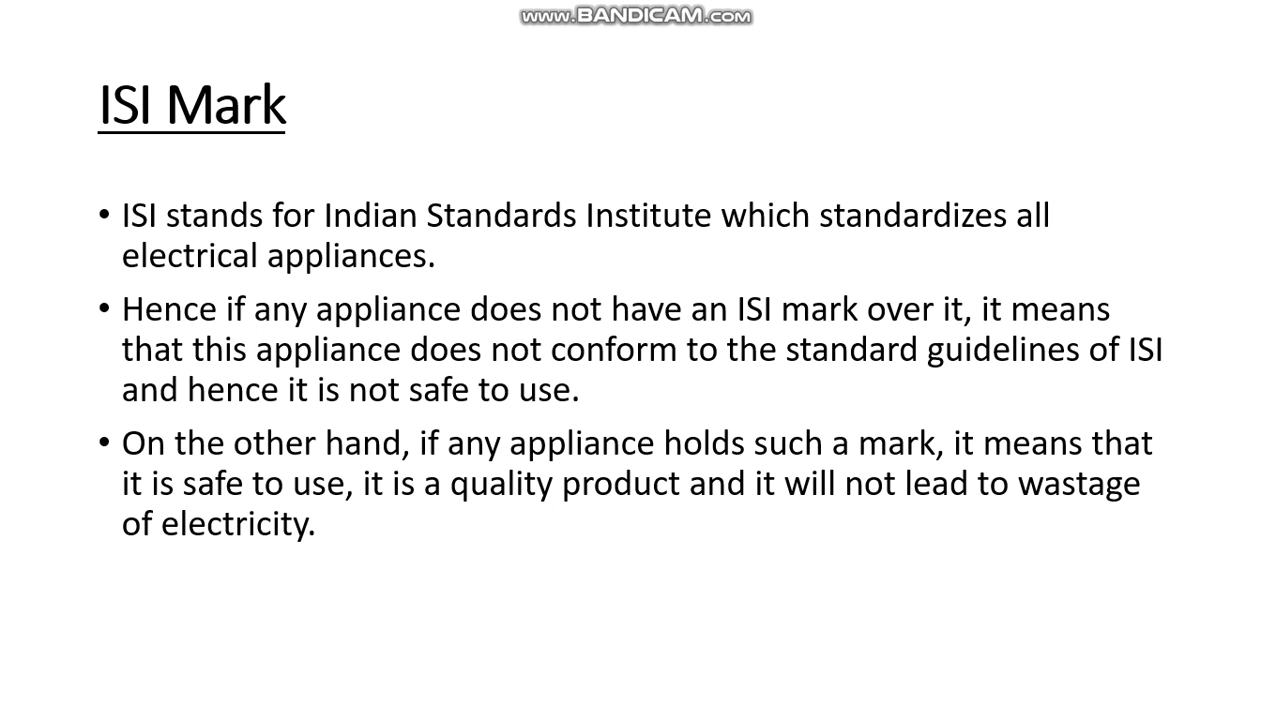 www.BANDICAM.com
ISI Mark
• ISI stands for Indian Standards Institute which standardizes all
electrical appliances.
• Hence if any appliance does not have an ISI mark over it, it means
that this appliance does not conform to the standard guidelines of ISI
and hence it is not safe to use.
• On the other hand, if any appliance holds such a mark, it means that
it is safe to use, it is a quality product and it will not lead to wastage
of electricity.